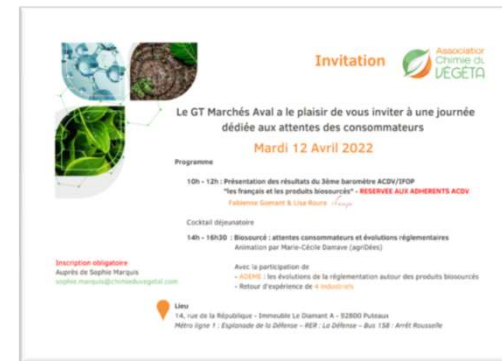 Invitation
Association
Chimie du
VÉGÉTA
Le GT Marchés Aval a le plaisir de vous inviter à une journée
dédiée aux attentes des consommateurs
Mardi 12 Avril 2022
Programme
10h - 12h : Présentation des résultats du 3ème baromètre ACDV/IFOP
"les français et les produits biosourcés" - RESERVEE AUX ADHERENTS ACDV
Fabienne Gomant & Lisa Roure
Cocktail déjeunatoire
14h - 16h30 : Biosourcé : attentes consommateurs et évolutions réglementaires
Animation par Marie-Cécile Damave (agriDées)
Avec la participation de
- ADEME : les évolutions de la réglementation autour des produits biosourcés
- Retour d'expérience de 4 industriels
Inscription obligatoire
Auprès de Sophie Marquis
sophie.marquis@chimieduvegetal.com
Lieu
14, rue de la République - Immeuble Le Diamant A - 92800 Puteaux
Métro ligne 1 : Esplanade de la Défense - RER : La Défense - Bus 158 : Arrêt Rousselle